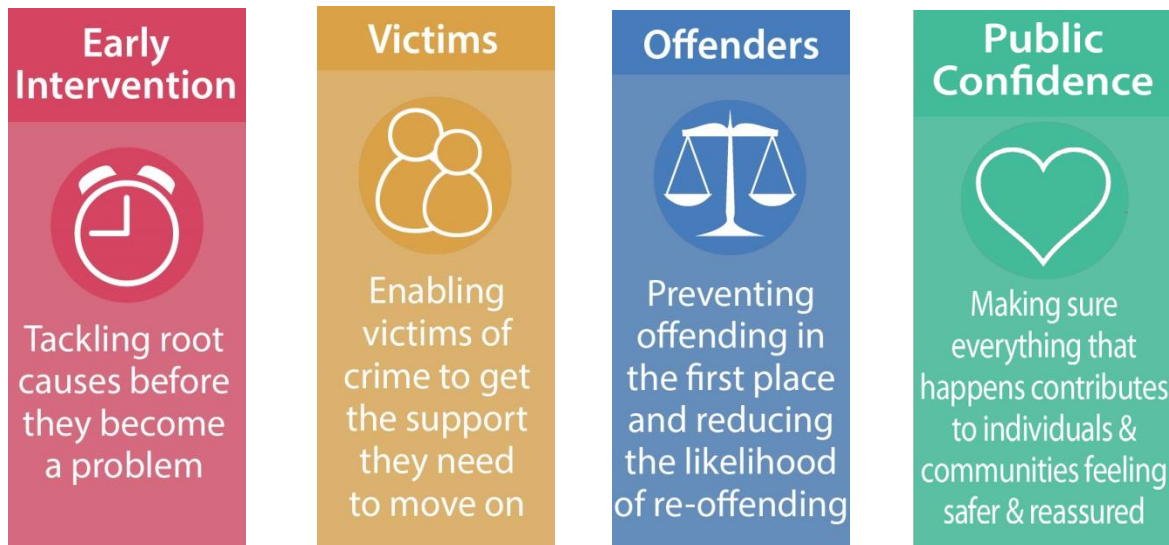 Early
Intervention
Tackling root
causes before
they become
a problem
Victims
Enabling
victims of
crime to get
the support
they need
to move on
Offenders
Preventing
offending in
the first place
and reducing
the likelihood
of re-offending
Public
Confidence
Making sure
everything that
happens contributes
to individuals &
communities feeling
safer & reassured